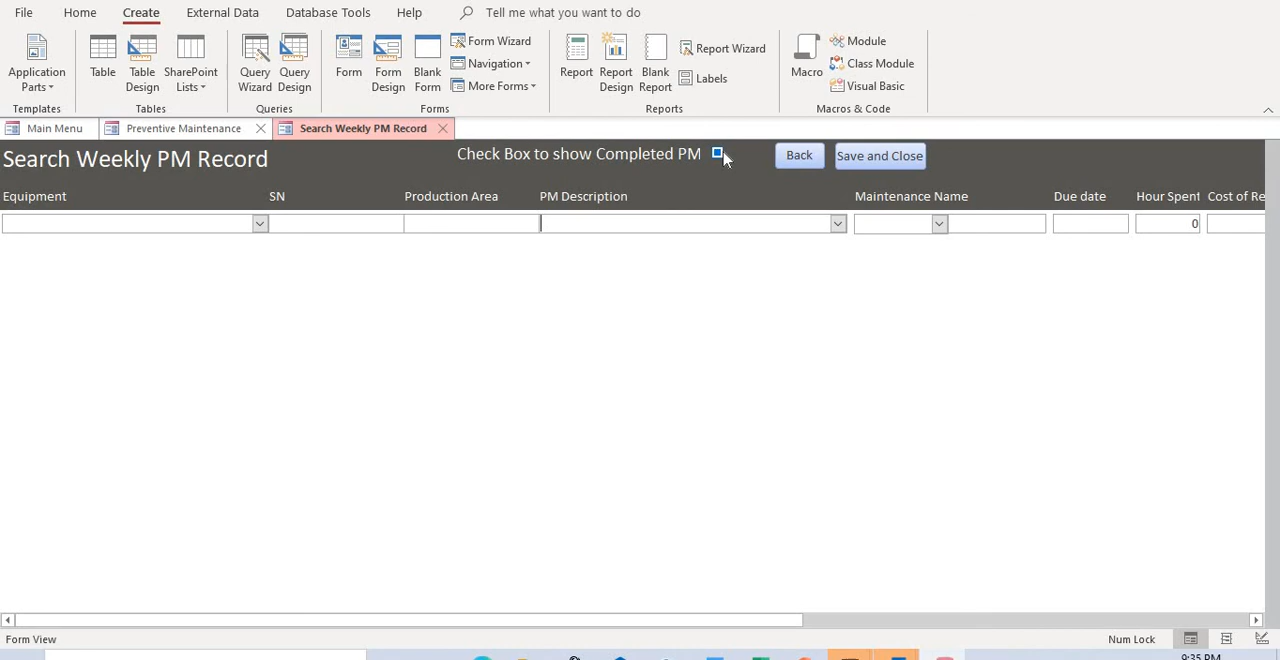 File Home Create External Data Database Tools Help Tell me what you want to do
Application Parts
Table
Table Design
SharePoint Lists
Query Wizard
Query Design
Form
Form Design
Blank Form
Form Wizard
Navigation
More Forms
Report
Report Design
Blank Report
Report Wizard
Labels
Macro
Module
Class Module
Visual Basic
Templates Tables Queries Forms Reports Macros & Code
Main Menu Preventive Maintenance Search Weekly PM Record
Search Weekly PM Record Check Box to show Completed PM Back Save and Close
Equipment SN Production Area PM Description Maintenance Name Due date Hour Spent Cost of Re
0
Form View Num Lock
9:35 PM